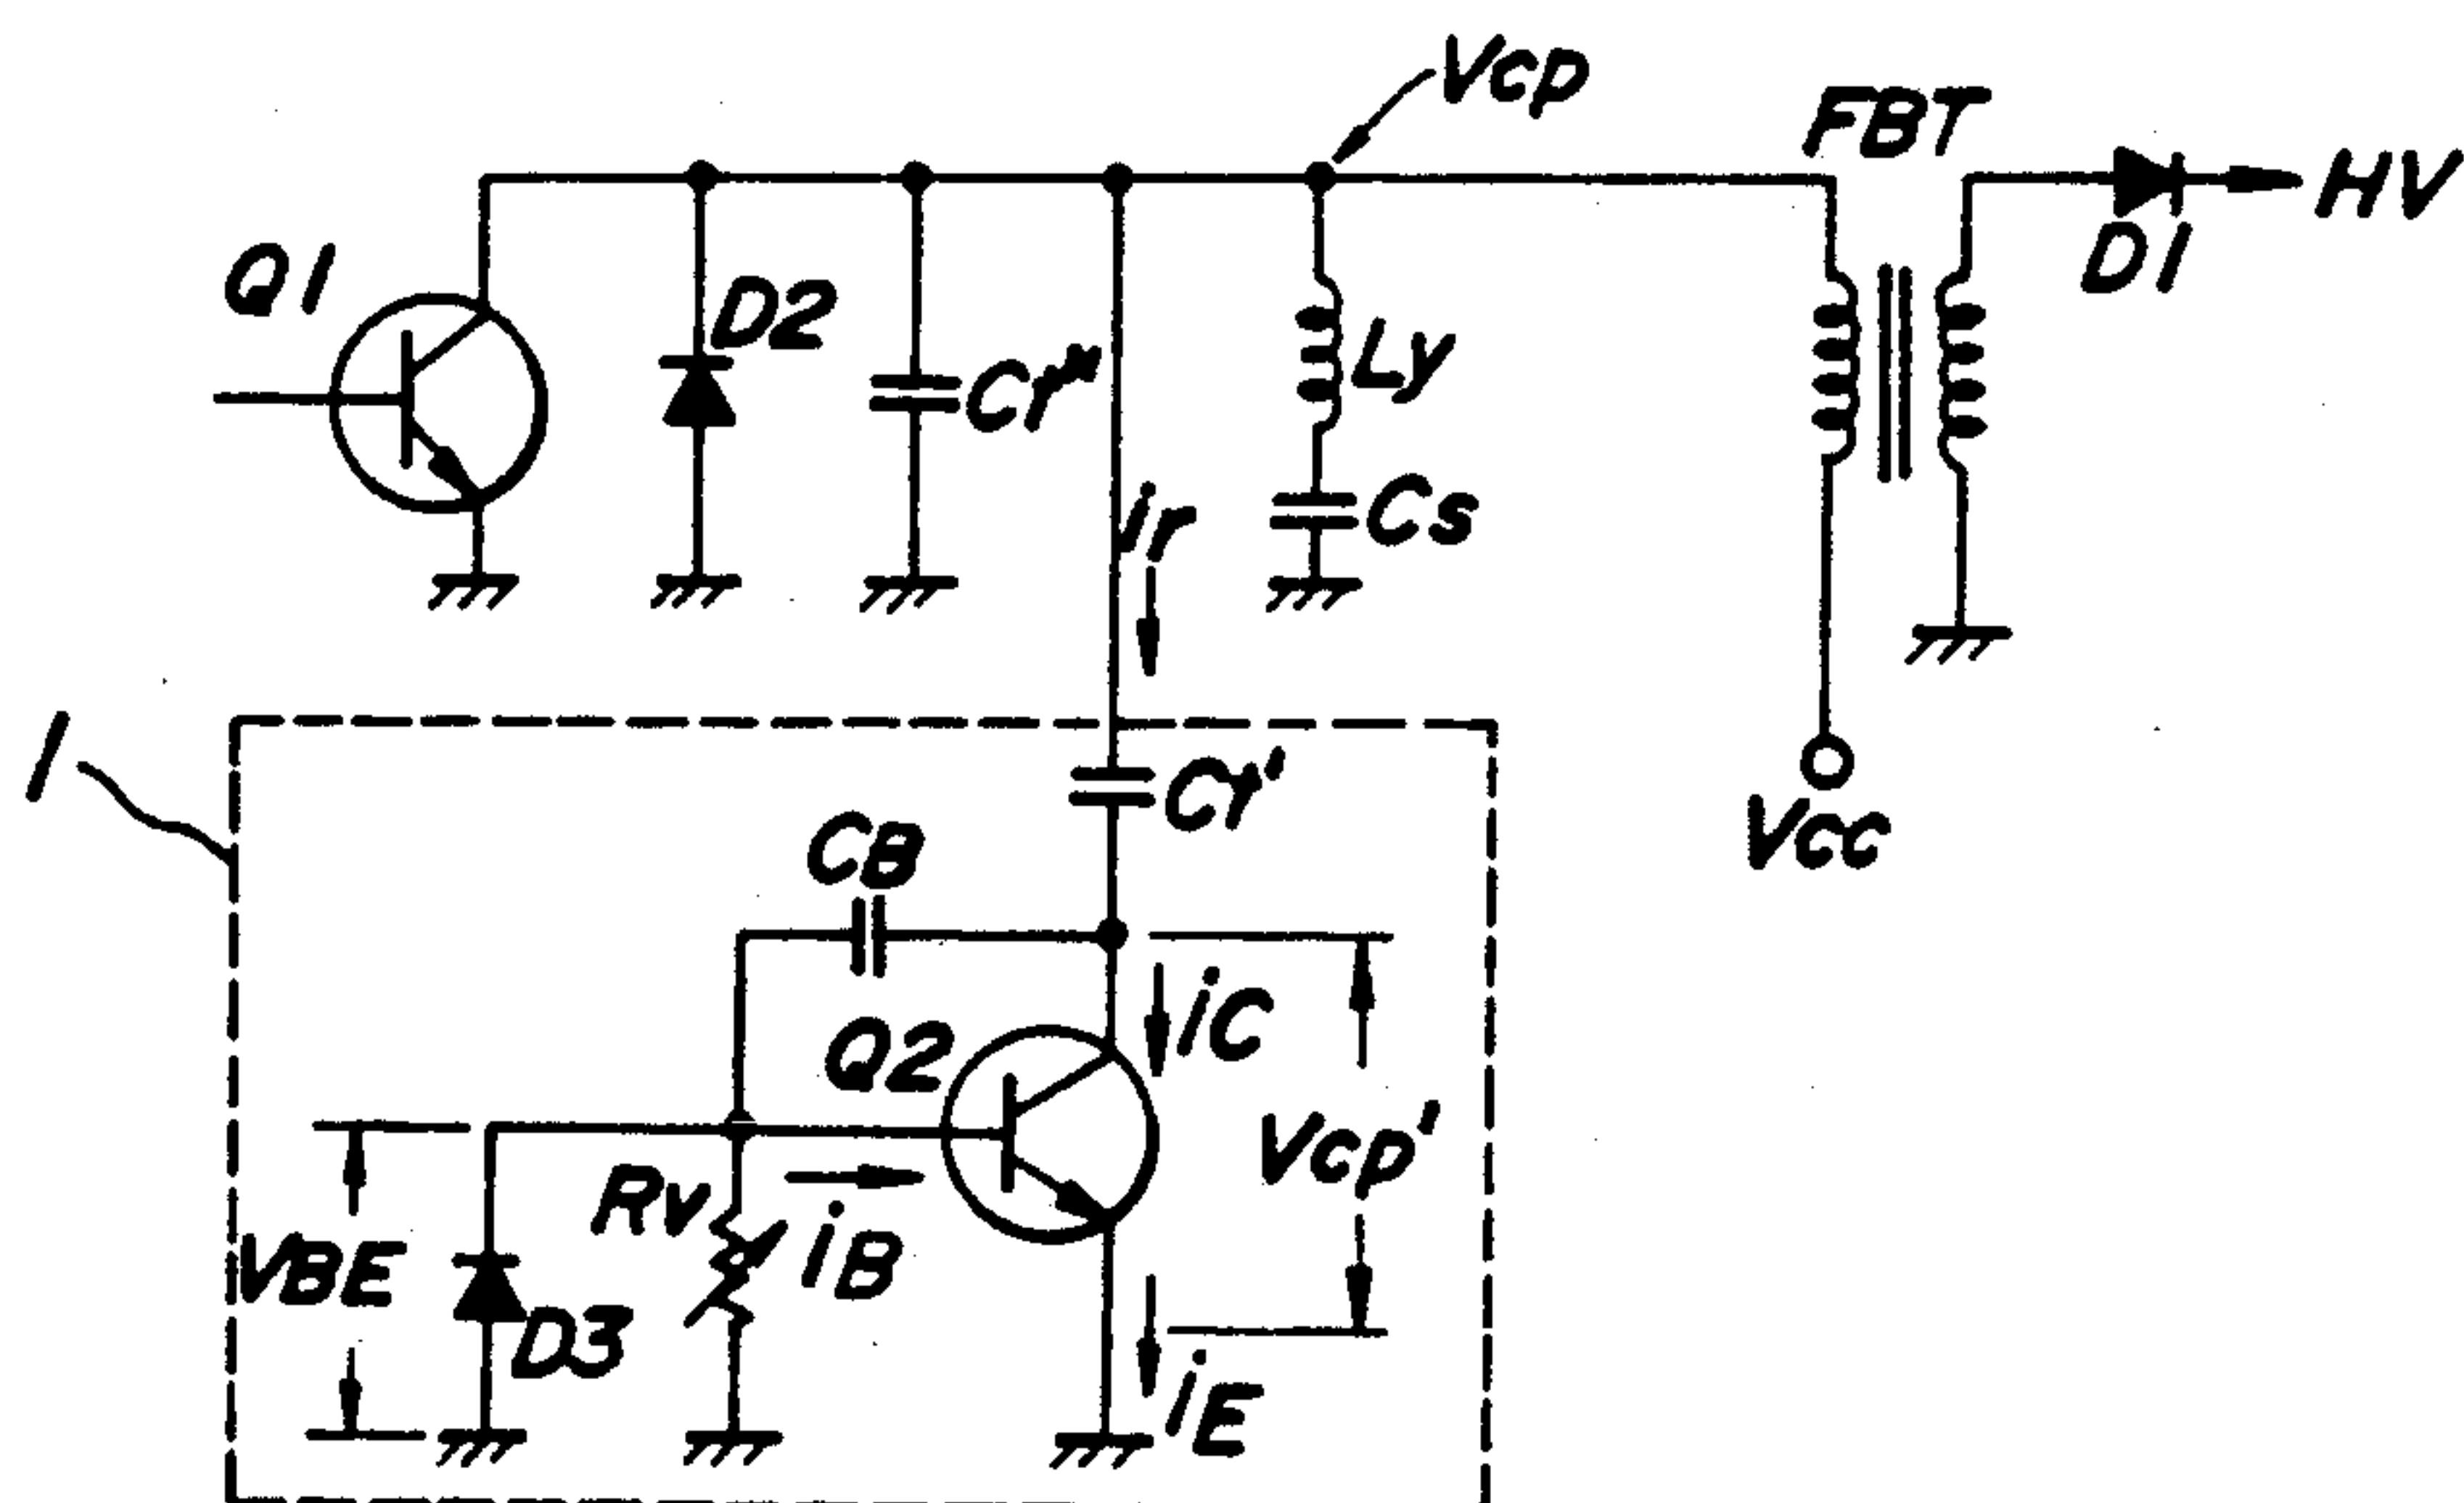 Vcp
FBT
HV
D1
Q1
D2
Cr
Ly
Cs
ir
1
Cr'
Vcc
CB
iC
Q2
Vcp'
RV
iB
VBE
D3
iE